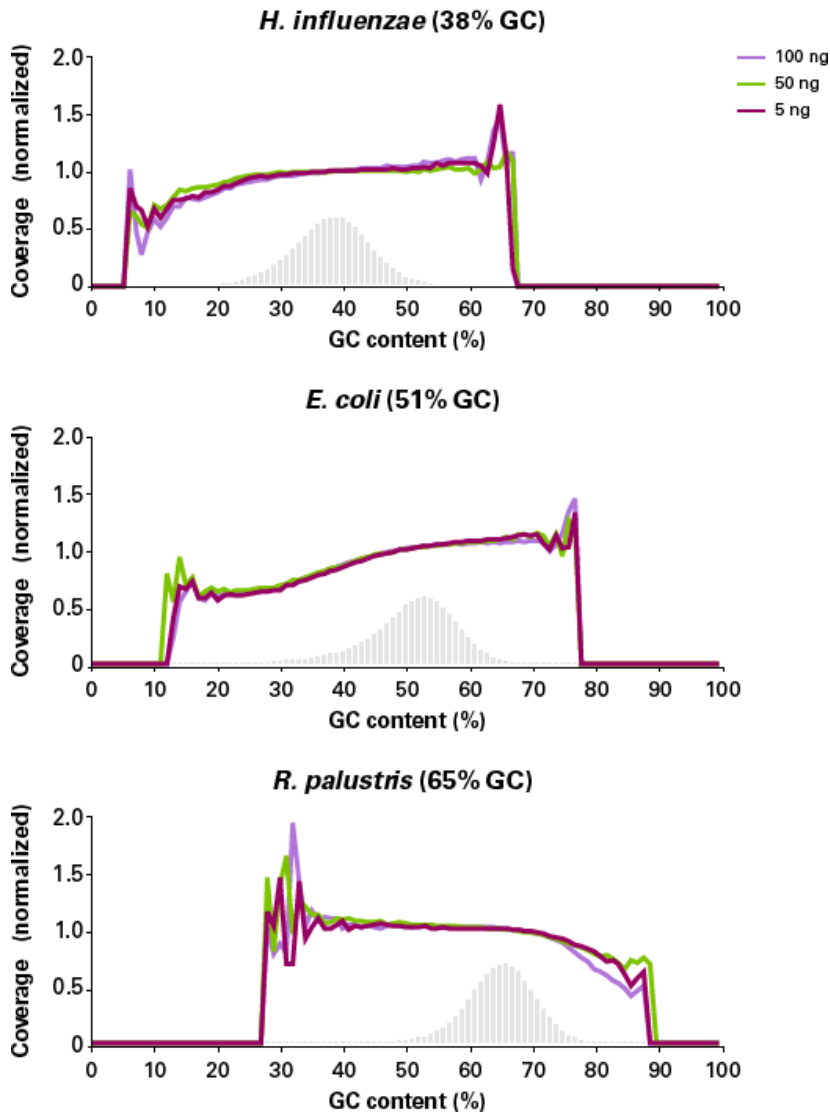 H. influenzae (38% GC)
100 ng
50 ng
5 ng
Coverage (normalized)
2.0
1.5
1.0
0.5
0
0 10 20 30 40 50 60 70 80 90 100
GC content (%)
E. coli (51% GC)
Coverage (normalized)
2.0
1.5
1.0
0.5
0
0 10 20 30 40 50 60 70 80 90 100
GC content (%)
R. palustris (65% GC)
Coverage (normalized)
2.0
1.5
1.0
0.5
0
0 10 20 30 40 50 60 70 80 90 100
GC content (%)